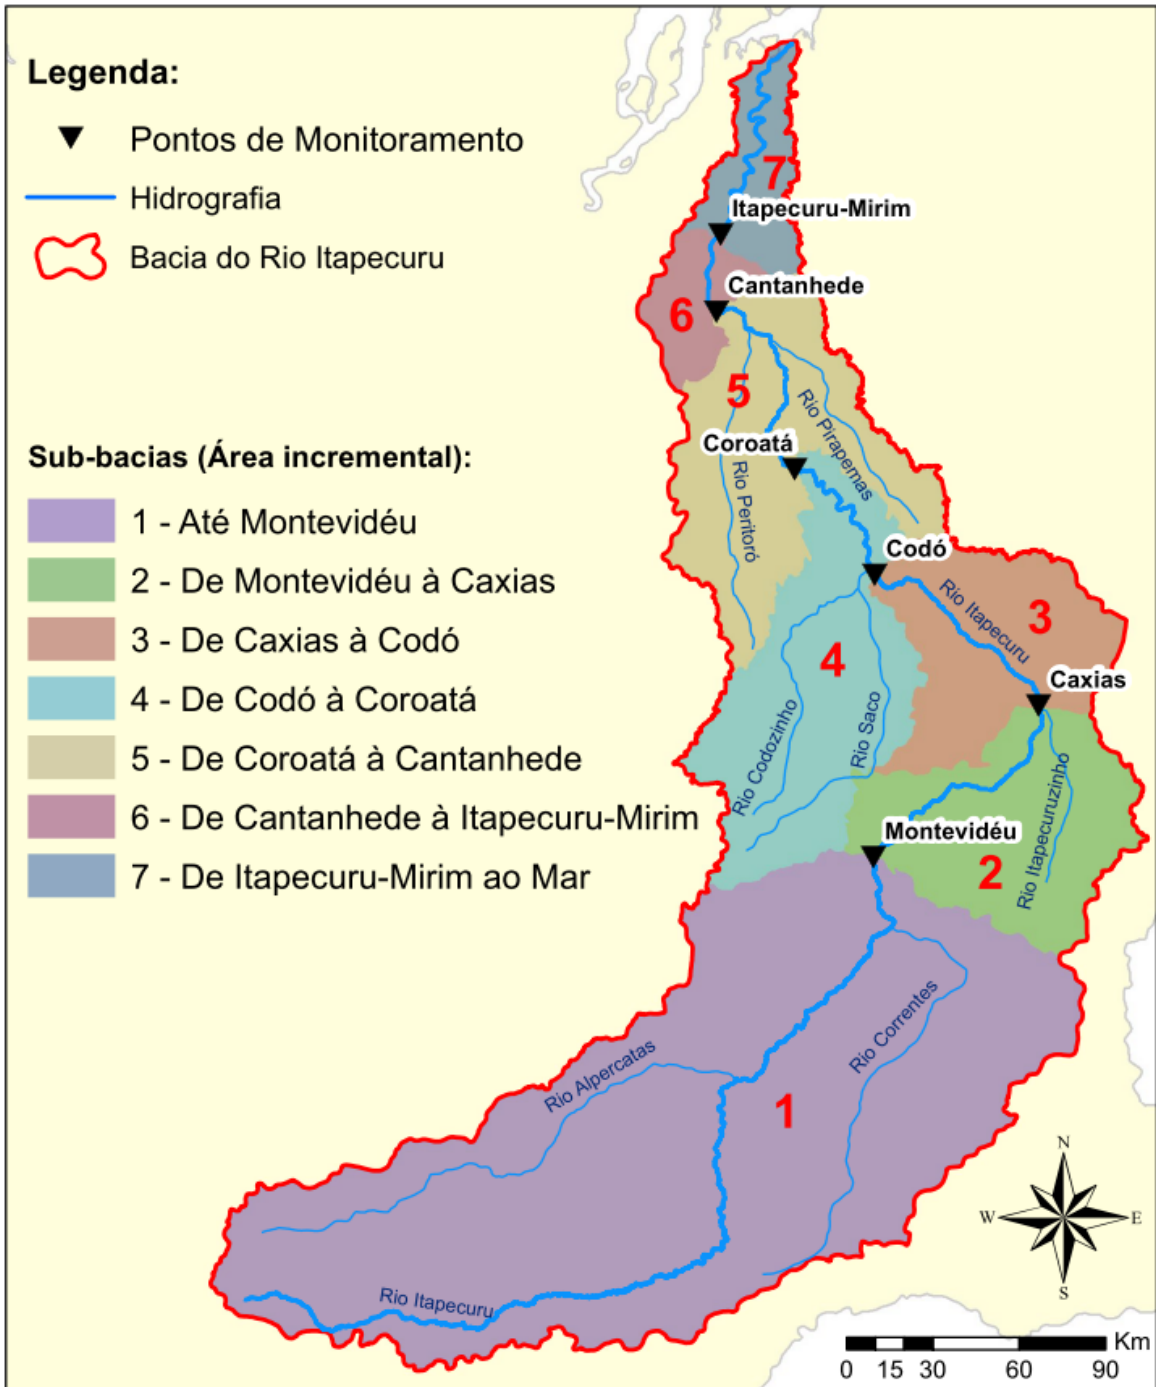 Legenda:
Pontos de Monitoramento
Hidrografia
Bacia do Rio Itapecuru
Sub-bacias (Área incremental):
1 - Até Montevidéu
2 - De Montevidéu à Caxias
3 - De Caxias à Codó
4 - De Codó à Coroatá
5 - De Coroatá à Cantanhede
6 - De Cantanhede à Itapecuru-Mirim
7 - De Itapecuru-Mirim ao Mar
7
Itapecuru-Mirim
Cantanhede
6
5
Rio Pirapemas
Coroatá
Rio Peritoró
Codó
Rio Itapecuru
3
4
Caxias
Rio Codozinho
Rio Saco
Rio Itapecuruzinho
Montevidéu
2
Rio Correntes
Rio Alpercatas
1
Rio Itapecuru
N
W
E
S
Km
0 15 30 60 90